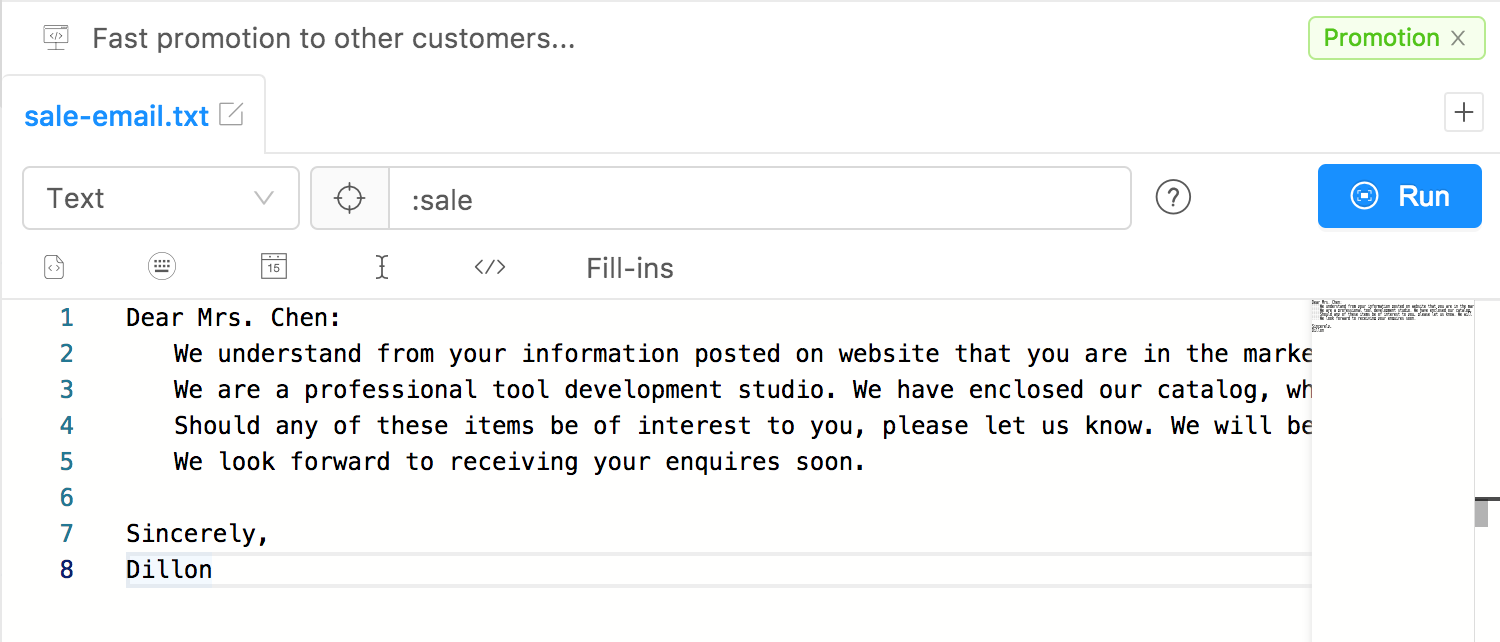 Fast promotion to other customers...
Promotion
sale-email.txt
Text
:sale
Run
15
Fill-ins
1 Dear Mrs. Chen:
2 We understand from your information posted on website that you are in the marke
3 We are a professional tool development studio. We have enclosed our catalog, wh
4 Should any of these items be of interest to you, please let us know. We will be
5 We look forward to receiving your enquires soon.
6
7 Sincerely,
8 Dillon